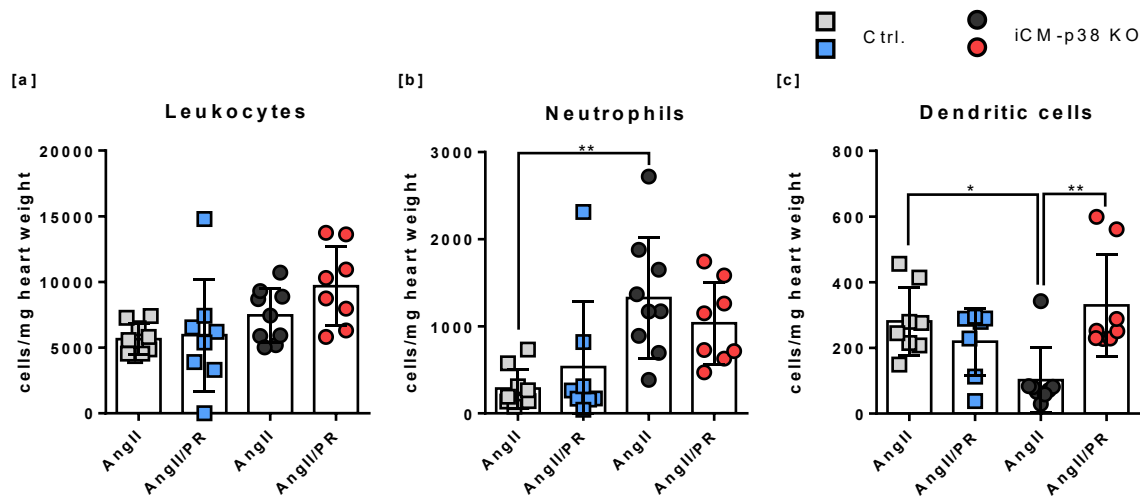 Ctrl.
iCM-p38 KO
[a]
Leukocytes
cells/mg heart weight
20000
15000
10000
5000
0
AngII
AngII/PR
AngII
AngII/PR
[b]
Neutrophils
cells/mg heart weight
3000
2000
1000
0
**
AngII
AngII/PR
AngII
AngII/PR
[c]
Dendritic cells
cells/mg heart weight
800
600
400
200
0
*
**
AngII
AngII/PR
AngII
AngII/PR